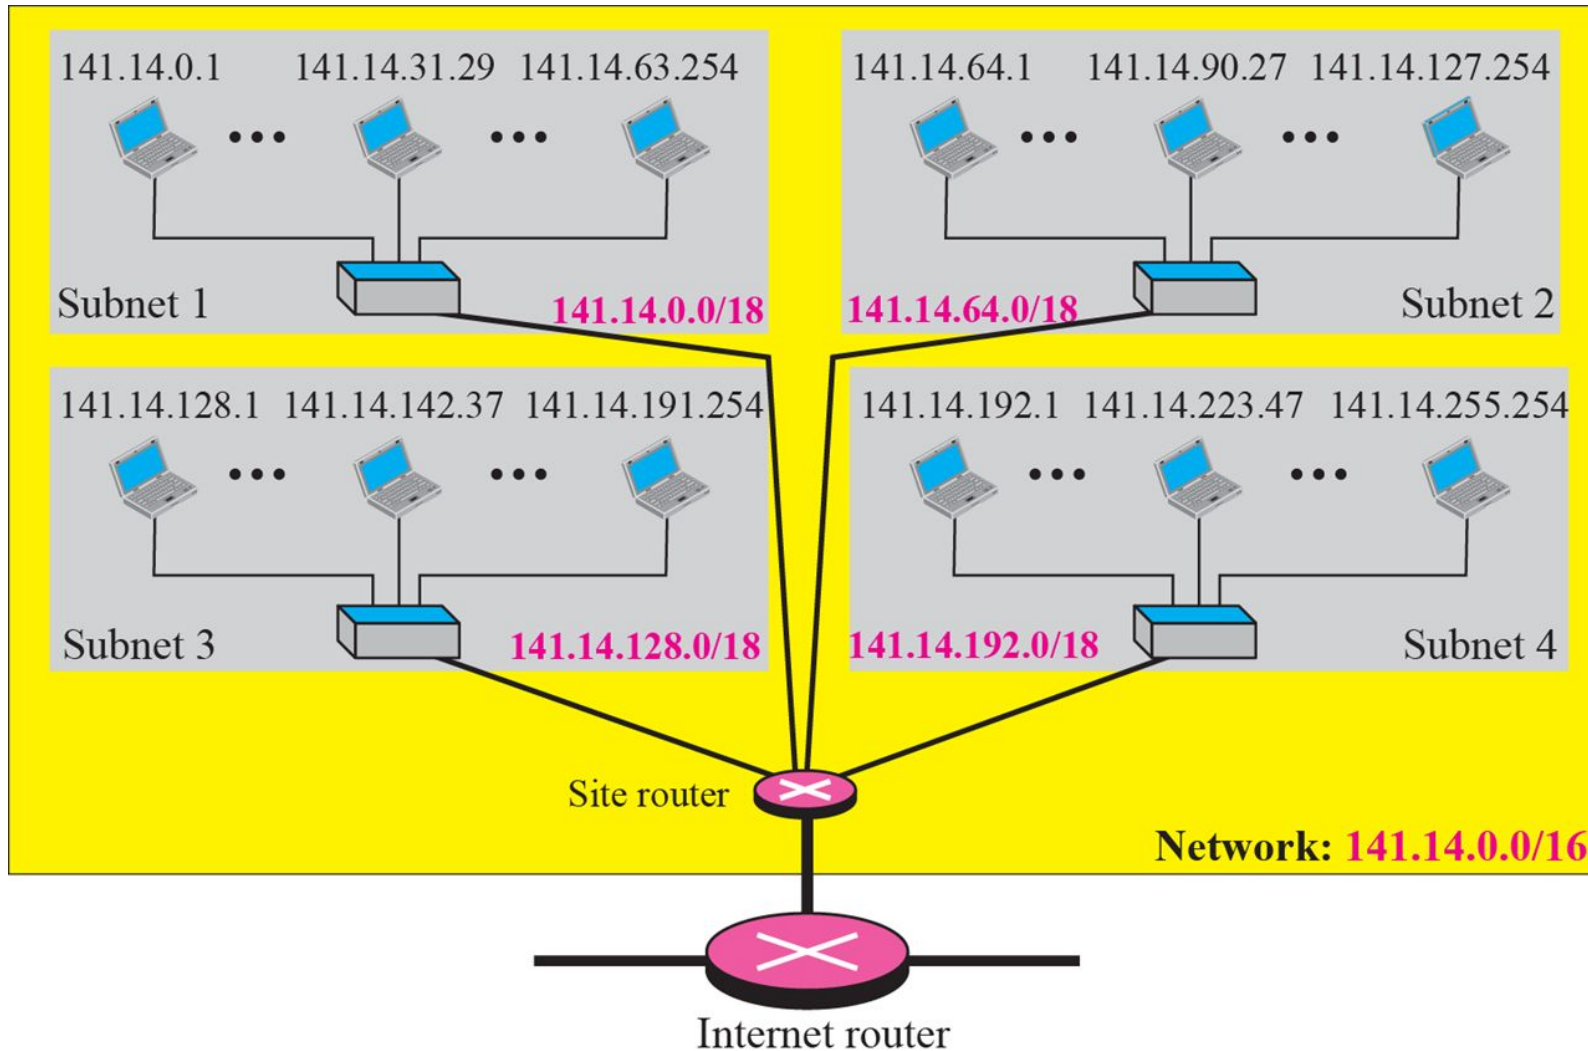 141.14.0.1 141.14.31.29 141.14.63.254
Subnet 1 141.14.0.0/18
141.14.64.1 141.14.90.27 141.14.127.254
141.14.64.0/18 Subnet 2
141.14.128.1 141.14.142.37 141.14.191.254
Subnet 3 141.14.128.0/18
141.14.192.1 141.14.223.47 141.14.255.254
141.14.192.0/18 Subnet 4
Site router
Network: 141.14.0.0/16
Internet router